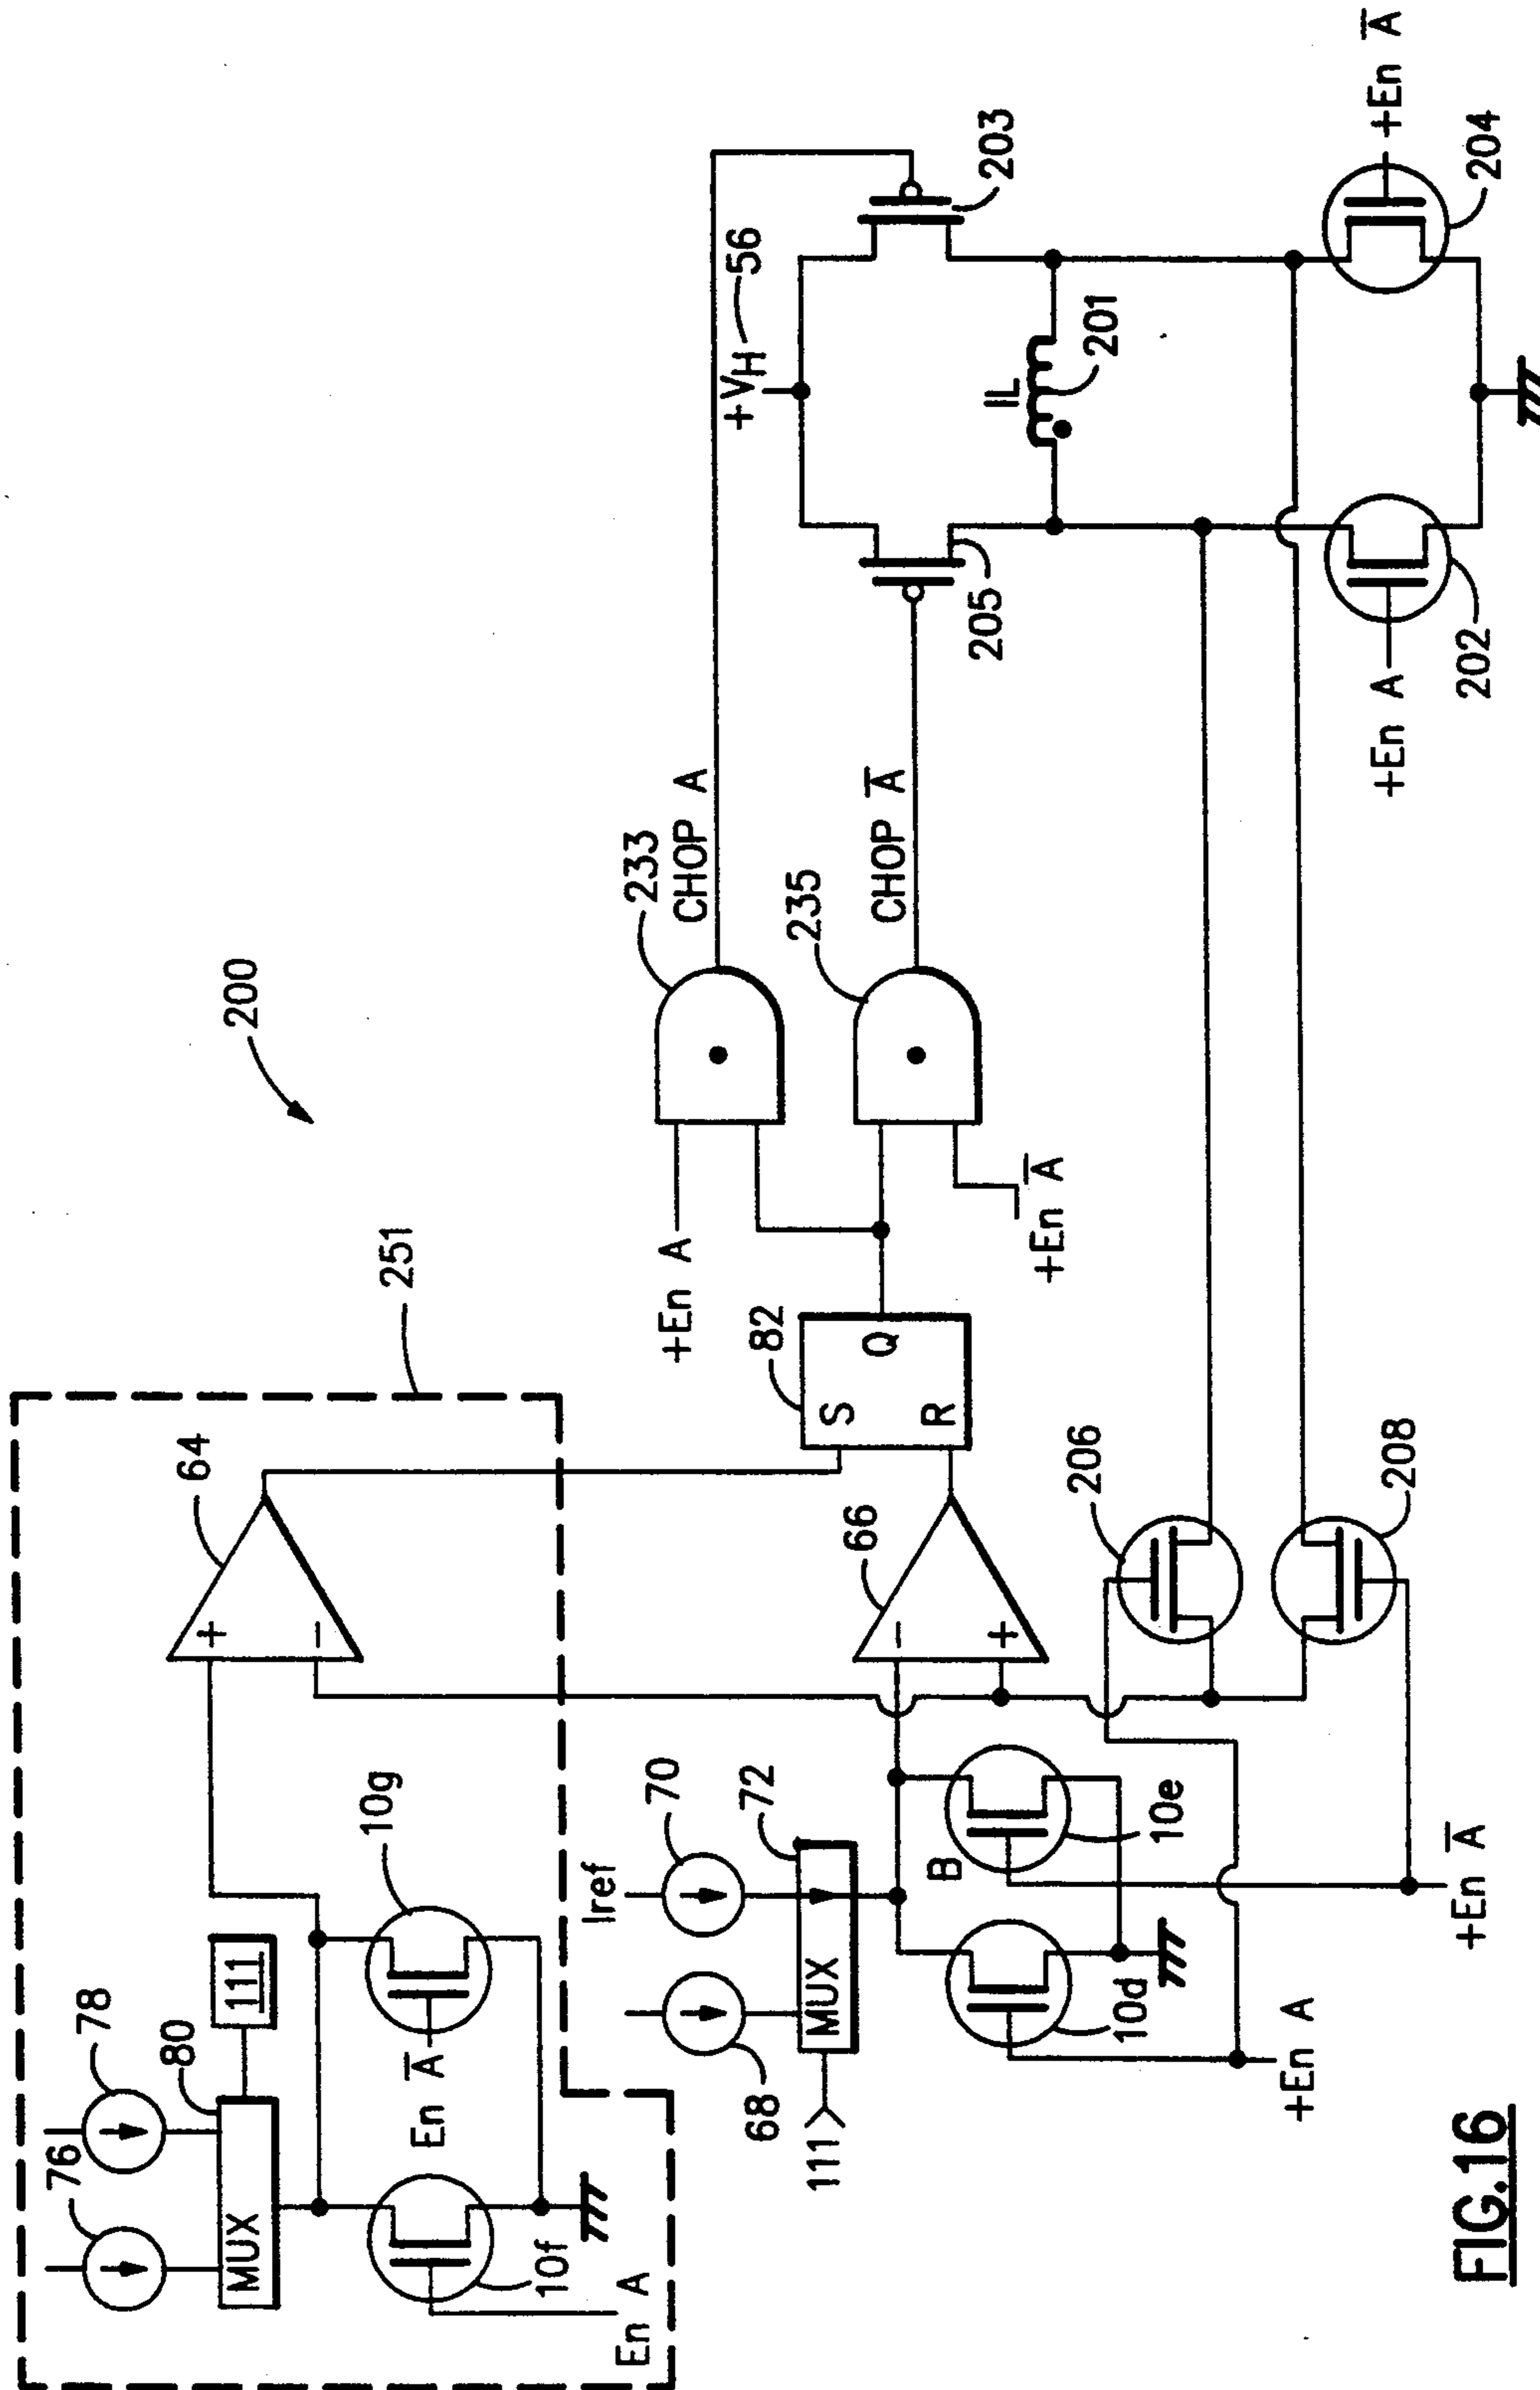 200
251
76
78
80
MUX
111
64
+
−
10f
10g
En A
En A̅
Iref
68
70
72
MUX
111
B
10d
10e
+En A
+En A̅
66
−
+
82
S
R
Q
206
208
+En A
+En A̅
233
CHOP A
235
CHOP A̅
+VH
56
203
205
IL
201
+En A
202
+En A̅
204
FIG.16